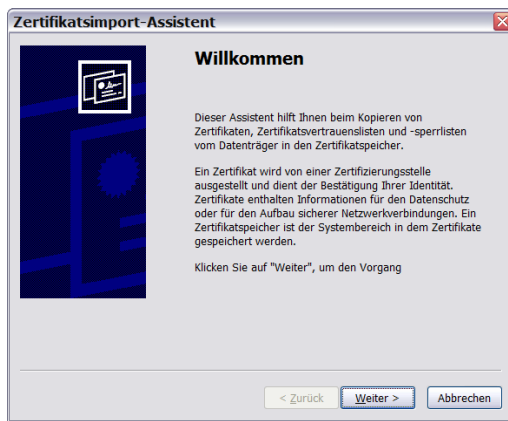 Zertifikatsimport-Assistent
Willkommen
Dieser Assistent hilft Ihnen beim Kopieren von
Zertifikaten, Zertifikatsvertrauenslisten und -sperrlisten
vom Datenträger in den Zertifikatspeicher.
Ein Zertifikat wird von einer Zertifizierungsstelle
ausgestellt und dient der Bestätigung Ihrer Identität.
Zertifikate enthalten Informationen für den Datenschutz
oder für den Aufbau sicherer Netzwerkverbindungen. Ein
Zertifikatspeicher ist der Systembereich in dem Zertifikate
gespeichert werden.
Klicken Sie auf "Weiter", um den Vorgang
< Zurück Weiter > Abbrechen